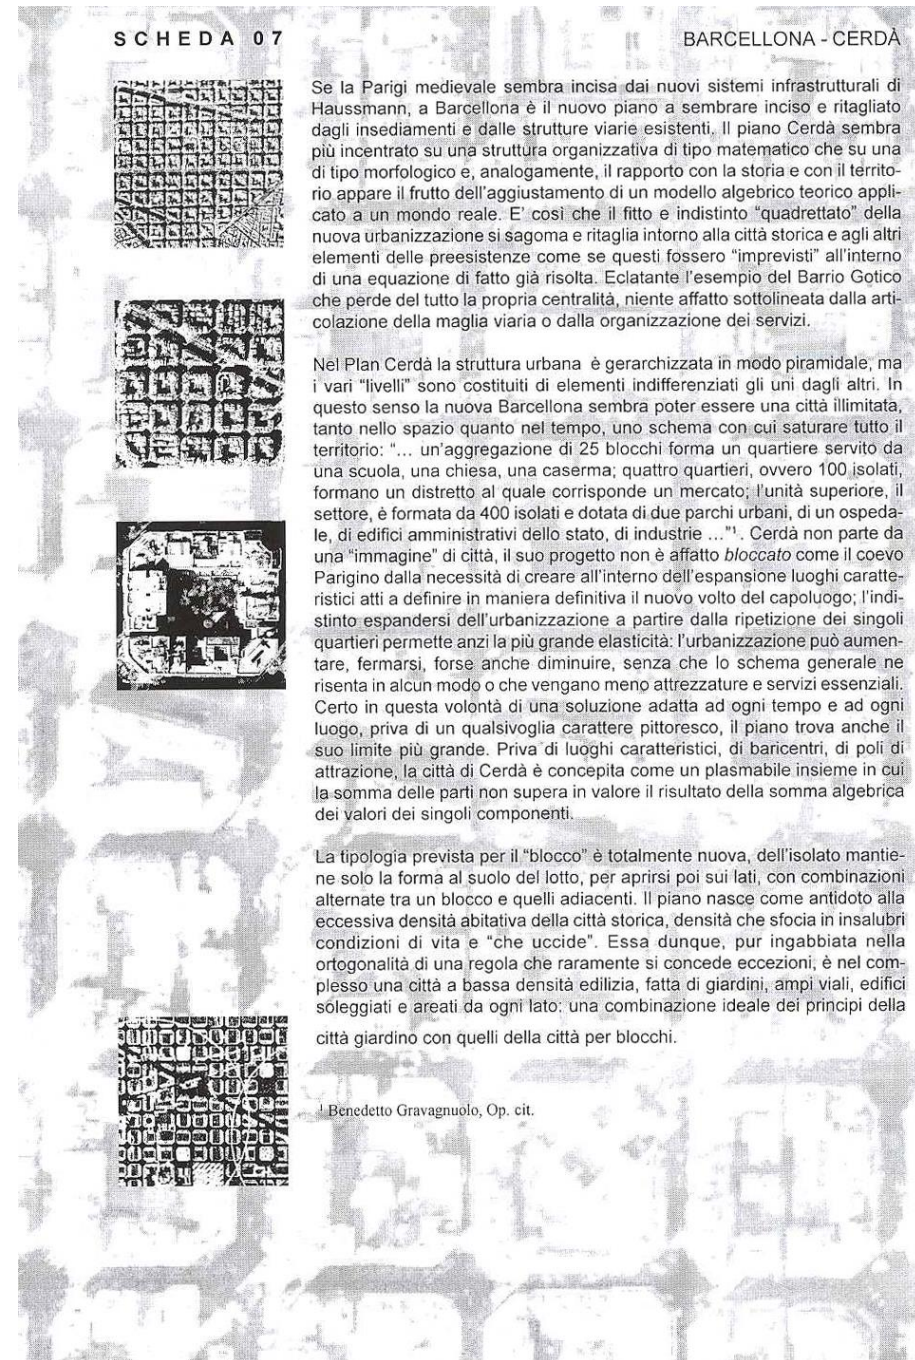 SCHEDA 07
BARCELLONA - CERDÀ
Se la Parigi medievale sembra incisa dai nuovi sistemi infrastrutturali di
Haussmann, a Barcellona è il nuovo piano a sembrare inciso e ritagliato
dagli insediamenti e dalle strutture viarie esistenti. Il piano Cerdà sembra
più incentrato su una struttura organizzativa di tipo matematico che su una
di tipo morfologico e, analogamente, il rapporto con la storia e con il territo-
rio appare il frutto dell'aggiustamento di un modello algebrico teorico appli-
cato a un mondo reale. E' così che il fitto e indistinto “quadrettato” della
nuova urbanizzazione si sagoma e ritaglia intorno alla città storica e agli altri
elementi delle preesistenze come se questi fossero “imprevisti” all'interno
di una equazione di fatto già risolta. Eclatante l'esempio del Barrio Gotico
che perde del tutto la propria centralità, niente affatto sottolineata dalla arti-
colazione della maglia viaria o dalla organizzazione dei servizi.
Nel Plan Cerdà la struttura urbana è gerarchizzata in modo piramidale, ma
i vari “livelli” sono costituiti di elementi indifferenziati gli uni dagli altri. In
questo senso la nuova Barcellona sembra poter essere una città illimitata,
tanto nello spazio quanto nel tempo, uno schema con cui saturare tutto il
territorio: “... un'aggregazione di 25 blocchi forma un quartiere servito da
una scuola, una chiesa, una caserma; quattro quartieri, ovvero 100 isolati,
formano un distretto al quale corrisponde un mercato; l'unità superiore, il
settore, è formata da 400 isolati e dotata di due parchi urbani, di un ospeda-
le, di edifici amministrativi dello stato, di industrie ...”¹. Cerdà non parte da
una “immagine” di città, il suo progetto non è affatto bloccato come il coevo
Parigino dalla necessità di creare all'interno dell'espansione luoghi caratte-
ristici atti a definire in maniera definitiva il nuovo volto del capoluogo; l'indi-
stinto espandersi dell'urbanizzazione a partire dalla ripetizione dei singoli
quartieri permette anzi la più grande elasticità: l'urbanizzazione può aumen-
tare, fermarsi, forse anche diminuire, senza che lo schema generale ne
risenta in alcun modo o che vengano meno attrezzature e servizi essenziali.
Certo in questa volontà di una soluzione adatta ad ogni tempo e ad ogni
luogo, priva di un qualsivoglia carattere pittoresco, il piano trova anche il
suo limite più grande. Priva di luoghi caratteristici, di baricentri, di poli di
attrazione, la città di Cerdà è concepita come un plasmabile insieme in cui
la somma delle parti non supera in valore il risultato della somma algebrica
dei valori dei singoli componenti.
La tipologia prevista per il “blocco” è totalmente nuova, dell'isolato mantie-
ne solo la forma al suolo del lotto, per aprirsi poi sui lati, con combinazioni
alternate tra un blocco e quelli adiacenti. Il piano nasce come antidoto alla
eccessiva densità abitativa della città storica, densità che sfocia in insalubri
condizioni di vita e “che uccide”. Essa dunque, pur ingabbiata nella
ortogonalità di una regola che raramente si concede eccezioni, è nel com-
plesso una città a bassa densità edilizia, fatta di giardini, ampi viali, edifici
soleggiati e areati da ogni lato: una combinazione ideale dei principi della
città giardino con quelli della città per blocchi.
¹ Benedetto Gravagnuolo, Op. cit.